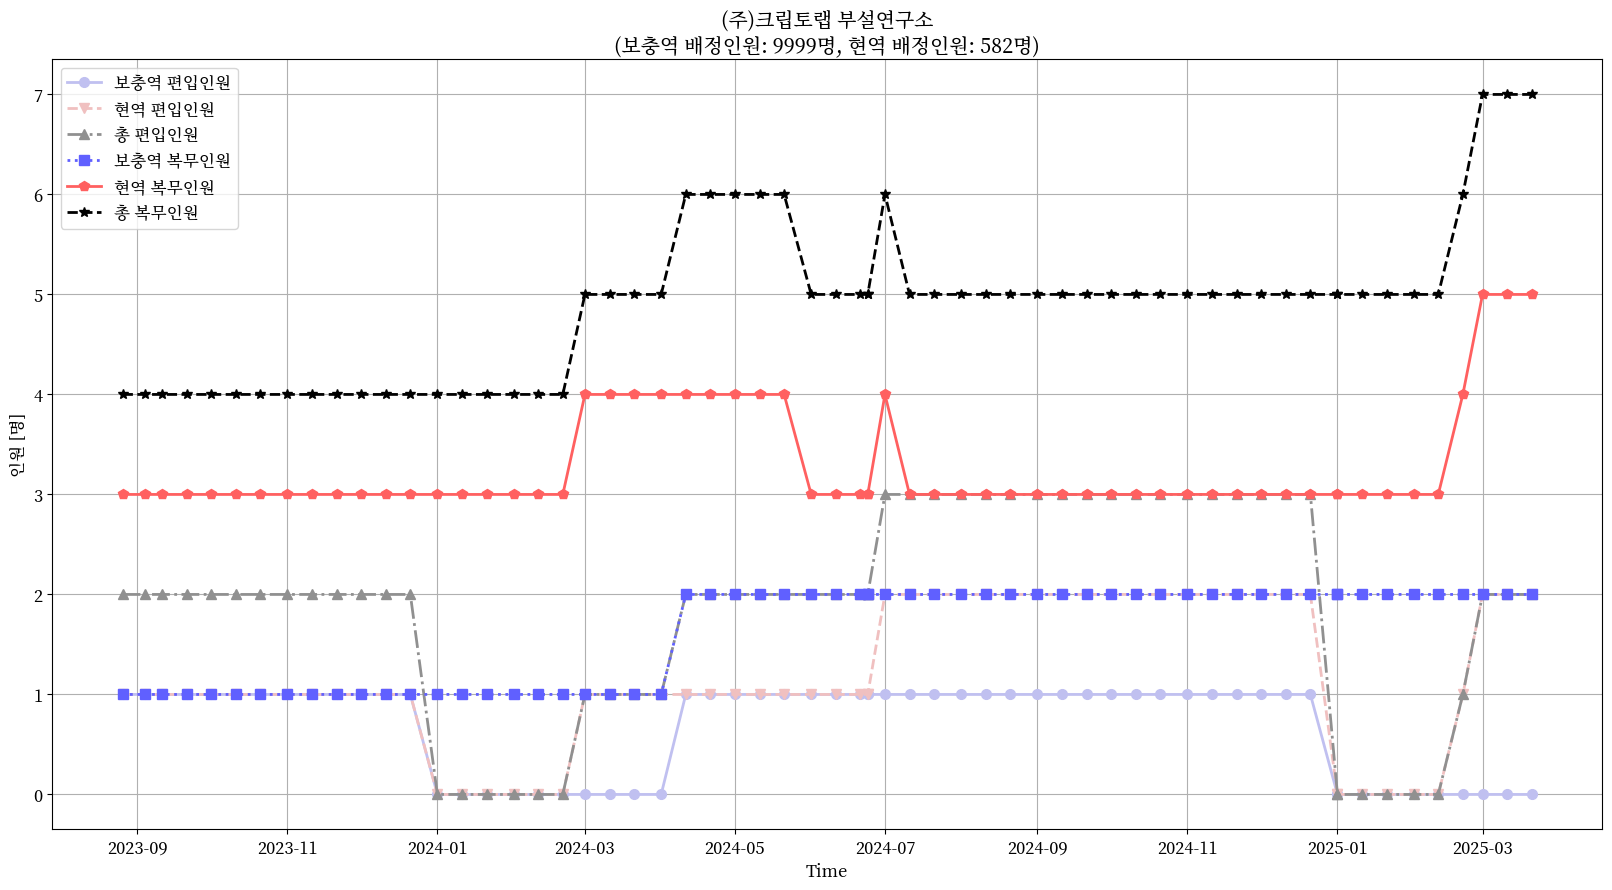 (주)크립토랩 부설연구소
(보충역 배정인원: 9999명, 현역 배정인원: 582명)
보충역 편입인원
현역 편입인원
총 편입인원
보충역 복무인원
현역 복무인원
총 복무인원
인원 [명]
7
6
5
4
3
2
1
0
2023-09 2023-11 2024-01 2024-03 2024-05 2024-07 2024-09 2024-11 2025-01 2025-03
Time